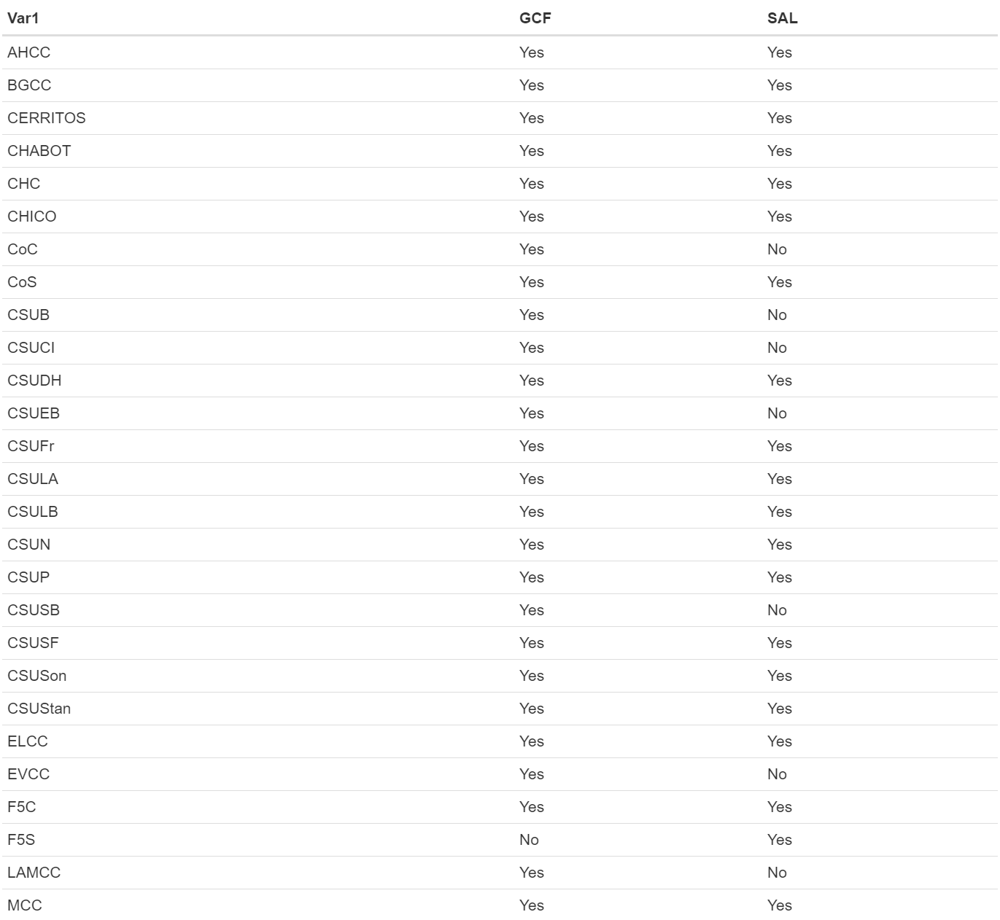 Var1 GCF SAL
AHCC Yes Yes
BGCC Yes Yes
CERRITOS Yes Yes
CHABOT Yes Yes
CHC Yes Yes
CHICO Yes Yes
CoC Yes No
CoS Yes Yes
CSUB Yes No
CSUCI Yes No
CSUDH Yes Yes
CSUEB Yes No
CSUFr Yes Yes
CSULA Yes Yes
CSULB Yes Yes
CSUN Yes Yes
CSUP Yes Yes
CSUSB Yes No
CSUSF Yes Yes
CSUSon Yes Yes
CSUStan Yes Yes
ELCC Yes Yes
EVCC Yes No
F5C Yes Yes
F5S No Yes
LAMCC Yes No
MCC Yes Yes